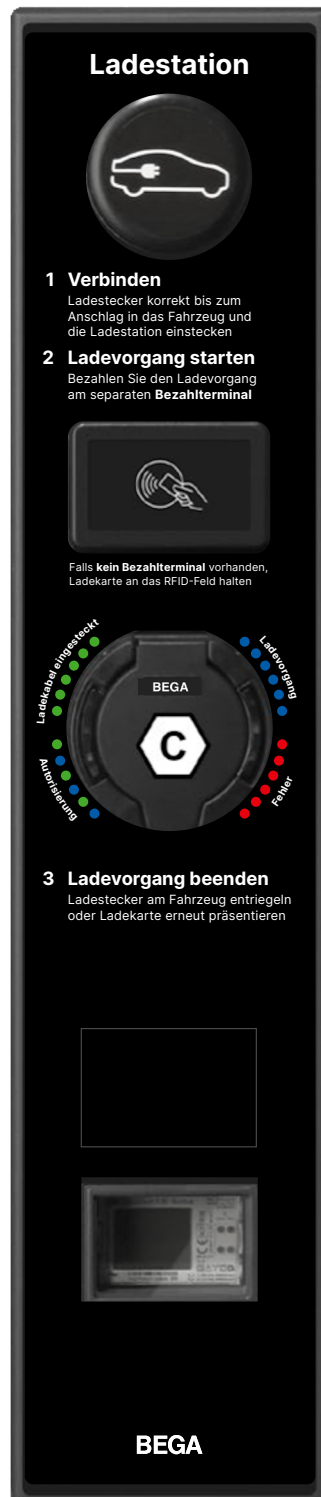 Ladestation
1 Verbinden
Ladestecker korrekt bis zum
Anschlag in das Fahrzeug und
die Ladestation einstecken
2 Ladevorgang starten
Bezahlen Sie den Ladevorgang
am separaten Bezahlterminal
Falls kein Bezahlterminal vorhanden,
Ladekarte an das RFID-Feld halten
Ladekabel eingesteckt
Ladevorgang
BEGA
C
Autorisierung
Fehler
3 Ladevorgang beenden
Ladestecker am Fahrzeug entriegeln
oder Ladekarte erneut präsentieren
BEGA